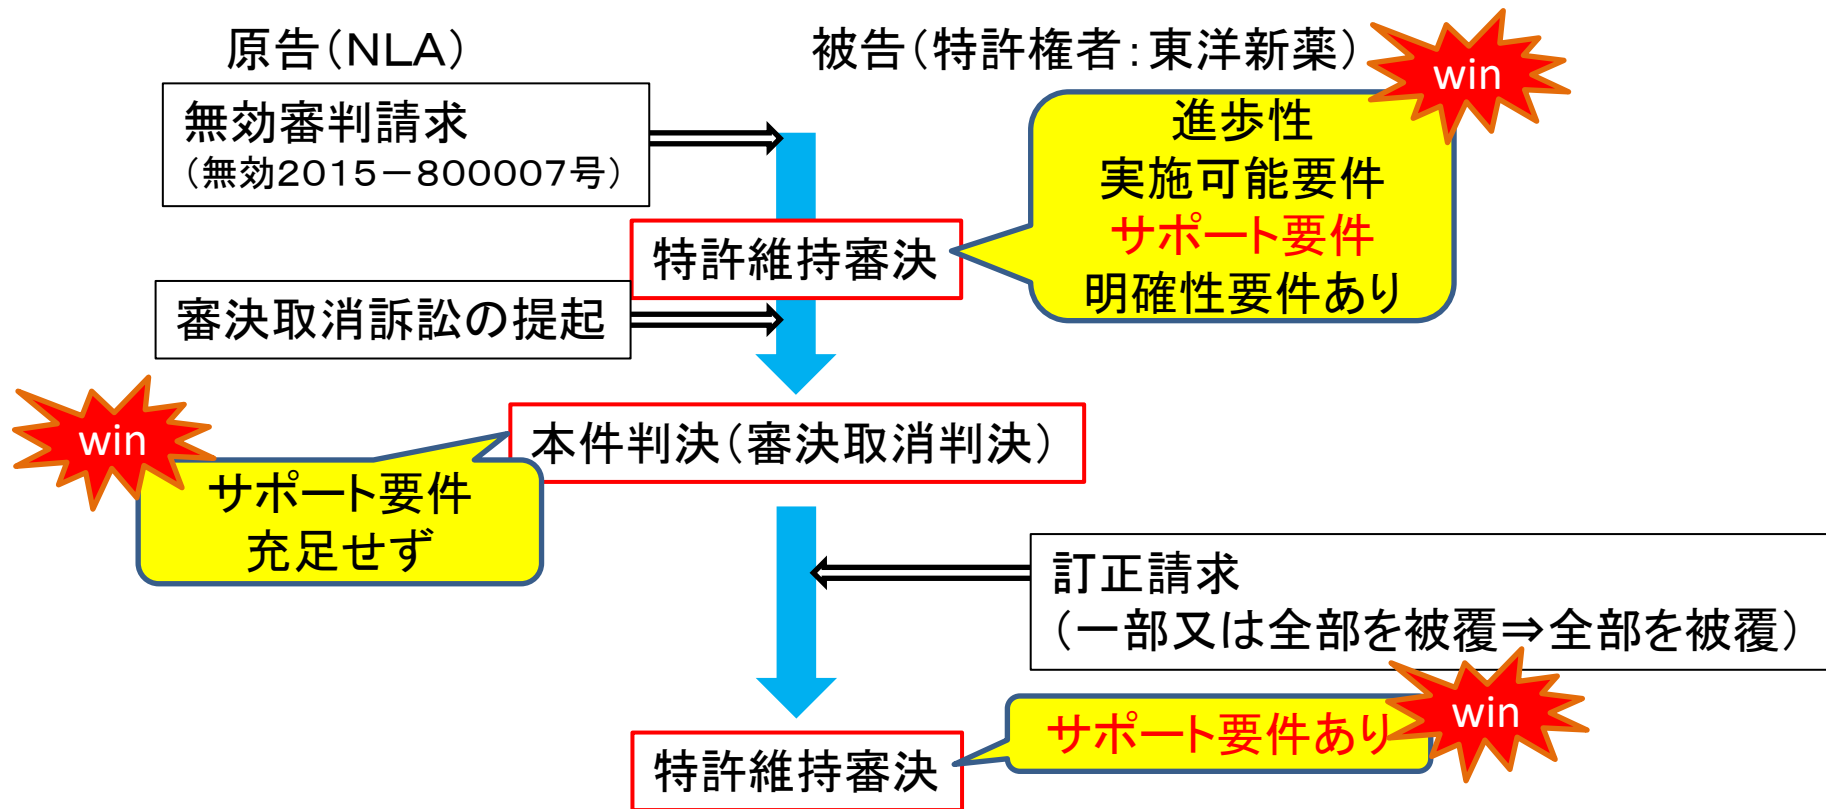 原告(NLA)
被告(特許権者:東洋新薬)
win
無効審判請求
(無効2015-800007号)
進歩性
実施可能要件
サポート要件
明確性要件あり
特許維持審決
審決取消訴訟の提起
win
本件判決(審決取消判決)
サポート要件
充足せず
訂正請求
(一部又は全部を被覆⇒全部を被覆)
win
サポート要件あり
特許維持審決